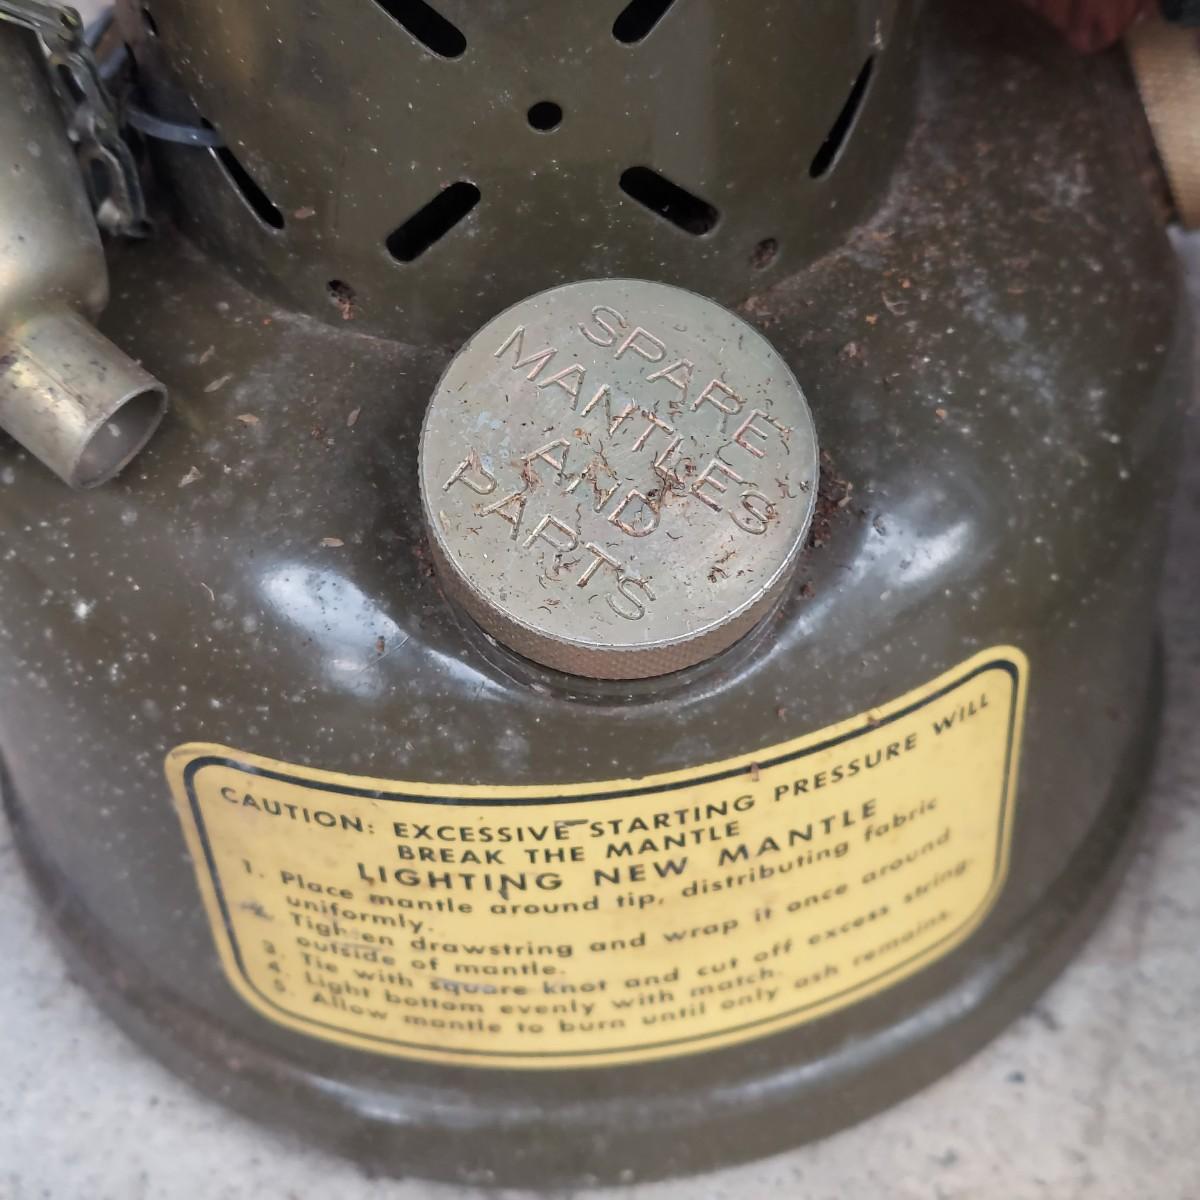 SPARE
MANTLES
AND
PARTS
CAUTION: EXCESSIVE STARTING PRESSURE WILL
BREAK THE MANTLE
LIGHTING NEW MANTLE
1. Place mantle around tip, distributing fabric
uniformly.
Tighten drawstring and wrap it once around
outside of mantle.
3. Tie with square knot and cut off excess string.
4. Light bottom evenly with match.
5. Allow mantle to burn until only ash remains.